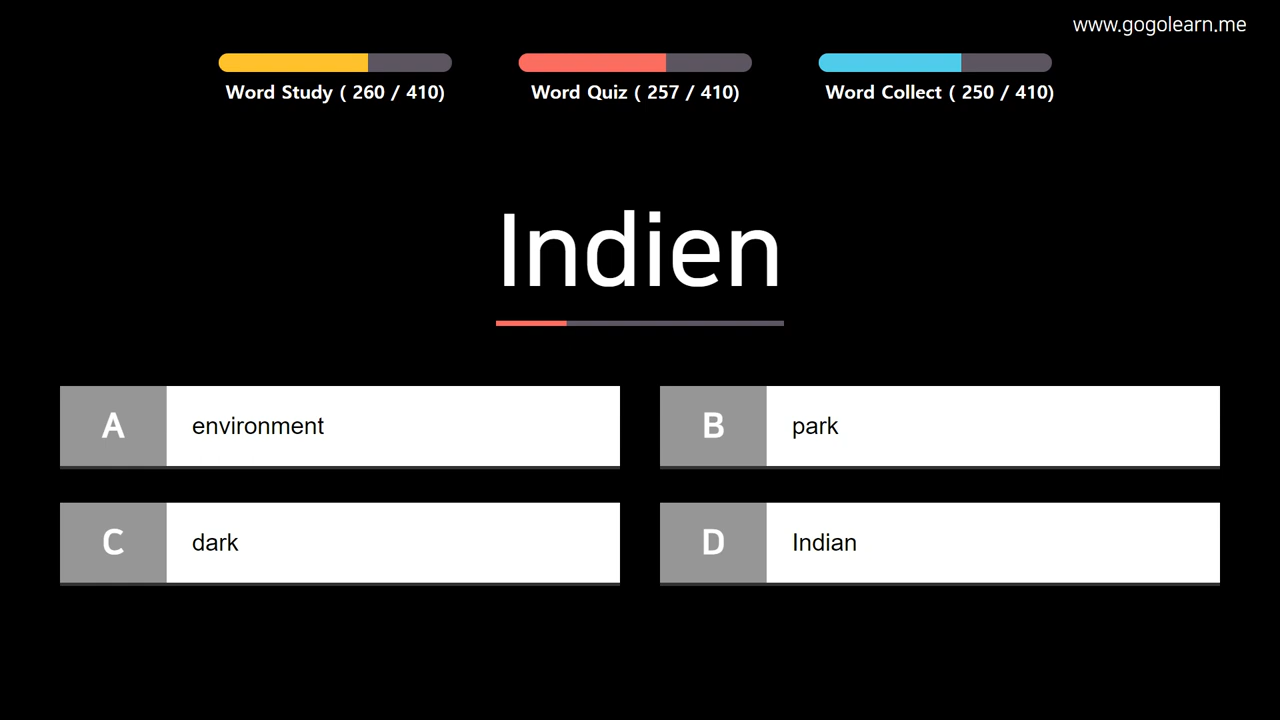 www.gogolearn.me
Word Study ( 260 / 410)
Word Quiz ( 257 / 410)
Word Collect ( 250 / 410)
Indien
A environment
B park
C dark
D Indian